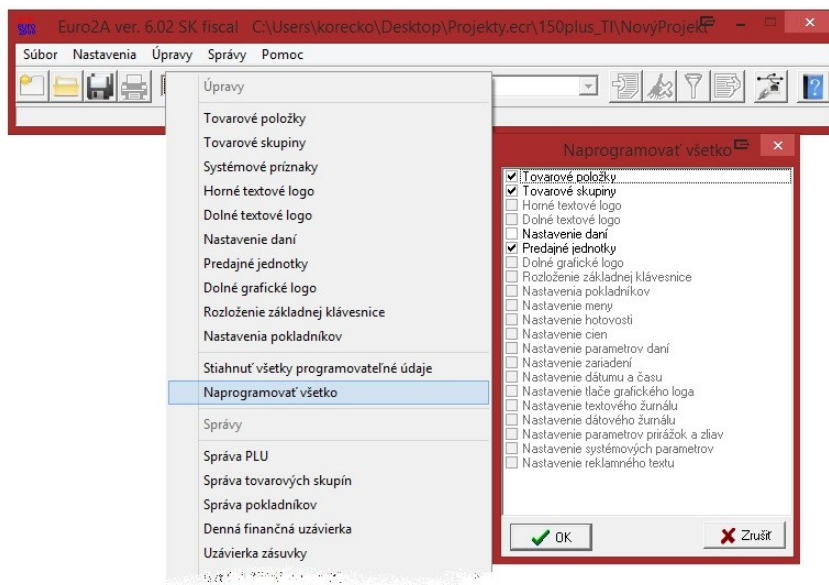 Euro2A ver. 6.02 SK fiscal C:\Users\korecko\Desktop\Projekty.ecr\150plus_TI\NovýProjekt
Súbor Nastavenia Úpravy Správy Pomoc
Úpravy
Tovarové položky
Tovarové skupiny
Systémové príznaky
Horné textové logo
Dolné textové logo
Nastavenie daní
Predajné jednotky
Dolné grafické logo
Rozloženie základnej klávesnice
Nastavenia pokladníkov
Stiahnuť všetky programovateľné údaje
Naprogramovať všetko
Správy
Správa PLU
Správa tovarových skupín
Správa pokladníkov
Denná finančná uzávierka
Uzávierka zásuvky
Naprogramovať všetko
Tovarové položky
Tovarové skupiny
Horné textové logo
Dolné textové logo
Nastavenie daní
Predajné jednotky
Dolné grafické logo
Rozloženie základnej klávesnice
Nastavenia pokladníkov
Nastavenie meny
Nastavenie hotovosti
Nastavenie cien
Nastavenie parametrov daní
Nastavenie zariadení
Nastavenie dátumu a času
Nastavenie tlače grafického loga
Nastavenie textového žurnálu
Nastavenie dátového žurnálu
Nastavenie parametrov prirážok a zliav
Nastavenie systémových parametrov
Nastavenie reklamného textu
OK
Zrušiť